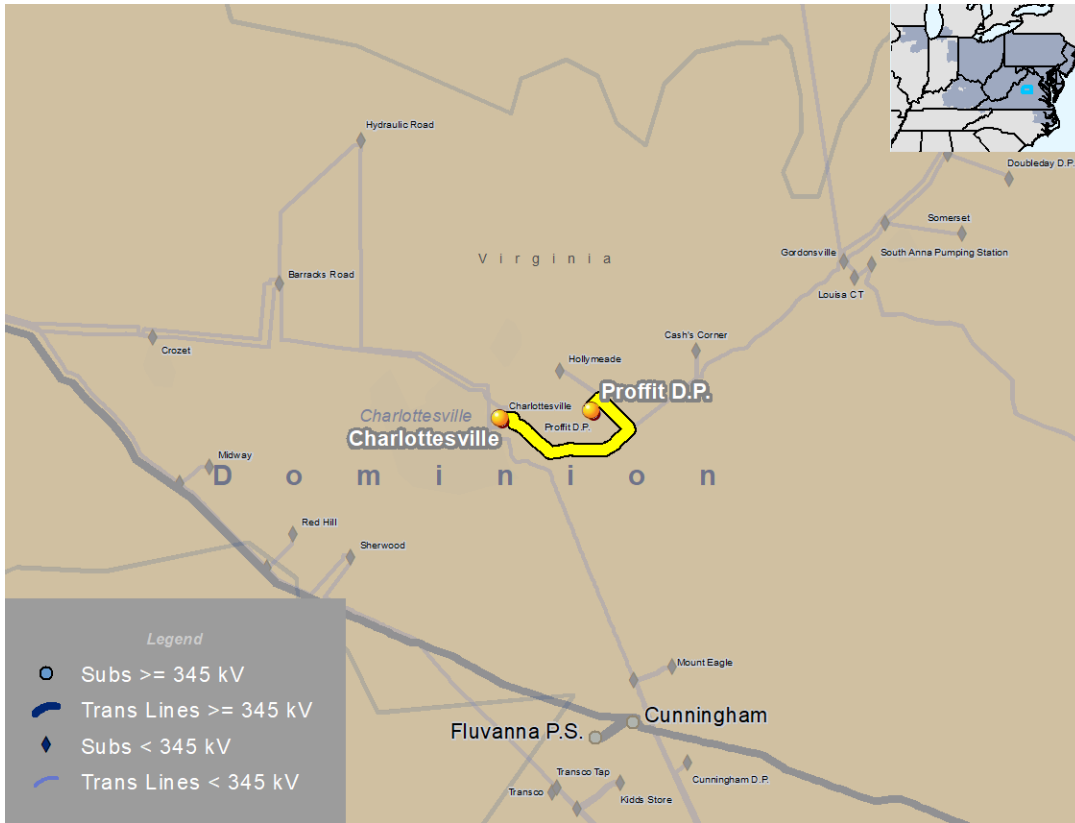 Hydraulic Road
Doubleday D.P.
Somerset
Virginia
Gordonsville
South Anna Pumping Station
Barracks Road
Louisa CT
Cash's Corner
Crozet
Hollymeade
Proffit D.P.
Charlottesville
Charlottesville
Proffit D.P.
Charlottesville
Midway
Dominion
Red Hill
Sherwood
Legend
Subs >= 345 kV
Trans Lines >= 345 kV
Subs < 345 kV
Trans Lines < 345 kV
Mount Eagle
Cunningham
Fluvanna P.S.
Transco Tap
Cunningham D.P.
Transco
Kidds Store